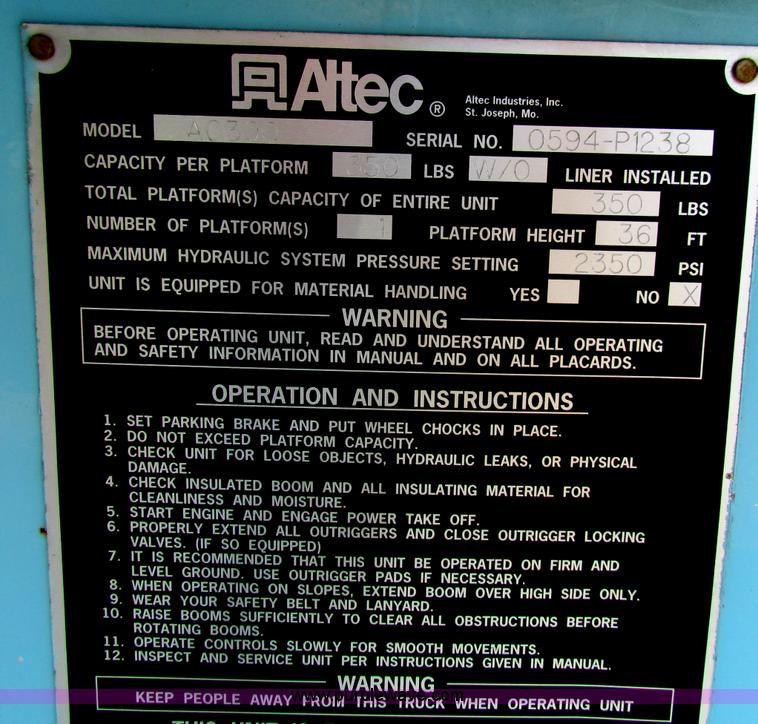 Altec ®
Altec Industries, Inc.
St. Joseph, Mo.
MODEL
SERIAL NO. 0594-P1238
CAPACITY PER PLATFORM 350 LBS W/O LINER INSTALLED
TOTAL PLATFORM(S) CAPACITY OF ENTIRE UNIT 350 LBS
NUMBER OF PLATFORM(S) 1 PLATFORM HEIGHT 36 FT
MAXIMUM HYDRAULIC SYSTEM PRESSURE SETTING 2350 PSI
UNIT IS EQUIPPED FOR MATERIAL HANDLING YES NO X
WARNING
BEFORE OPERATING UNIT, READ AND UNDERSTAND ALL OPERATING
AND SAFETY INFORMATION IN MANUAL AND ON ALL PLACARDS.
OPERATION AND INSTRUCTIONS
1. SET PARKING BRAKE AND PUT WHEEL CHOCKS IN PLACE.
2. DO NOT EXCEED PLATFORM CAPACITY.
3. CHECK UNIT FOR LOOSE OBJECTS, HYDRAULIC LEAKS, OR PHYSICAL
DAMAGE.
4. CHECK INSULATED BOOM AND ALL INSULATING MATERIAL FOR
CLEANLINESS AND MOISTURE.
5. START ENGINE AND ENGAGE POWER TAKE OFF.
6. PROPERLY EXTEND ALL OUTRIGGERS AND CLOSE OUTRIGGER LOCKING
VALVES. (IF SO EQUIPPED)
7. IT IS RECOMMENDED THAT THIS UNIT BE OPERATED ON FIRM AND
LEVEL GROUND. USE OUTRIGGER PADS IF NECESSARY.
8. WHEN OPERATING ON SLOPES, EXTEND BOOM OVER HIGH SIDE ONLY.
9. WEAR YOUR SAFETY BELT AND LANYARD.
10. RAISE BOOMS SUFFICIENTLY TO CLEAR ALL OBSTRUCTIONS BEFORE
ROTATING BOOMS.
11. OPERATE CONTROLS SLOWLY FOR SMOOTH MOVEMENTS.
12. INSPECT AND SERVICE UNIT PER INSTRUCTIONS GIVEN IN MANUAL.
WARNING
KEEP PEOPLE AWAY FROM THIS TRUCK WHEN OPERATING UNIT
THIS UNIT IS